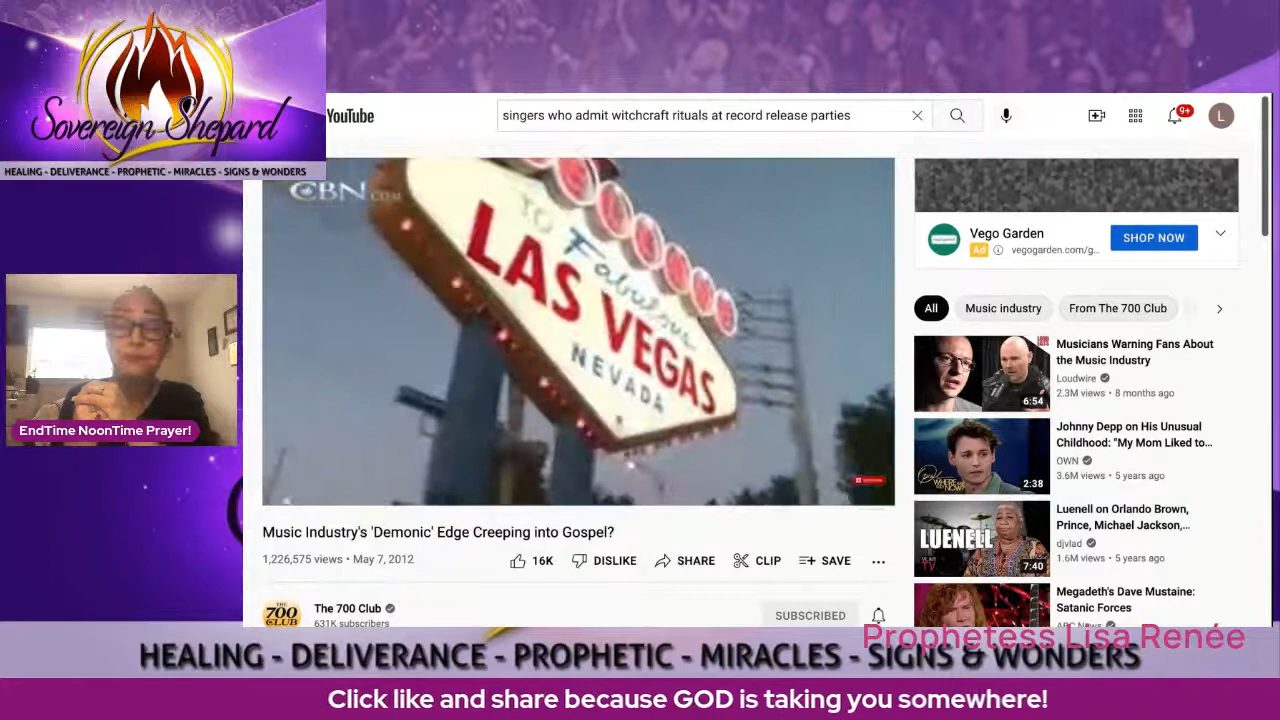 Sovereign Shepard
HEALING - DELIVERANCE - PROPHETIC - MIRACLES - SIGNS & WONDERS
YouTube
singers who admit witchcraft rituals at record release parties
9+
L
CBN.COM
TO Fabulous
LAS VEGAS
NEVADA
Vego Garden
Ad vegogarden.com/g...
SHOP NOW
All
Music industry
From The 700 Club
Musicians Warning Fans About
the Music Industry
Loudwire
2.3M views • 8 months ago
6:54
Johnny Depp on His Unusual
Childhood: "My Mom Liked to...
OWN
3.6M views • 5 years ago
2:38
Luenell on Orlando Brown,
Prince, Michael Jackson,...
djvlad
1.6M views • 5 years ago
LUENELL
7:40
Megadeth's Dave Mustaine:
Satanic Forces
EndTime NoonTime Prayer!
Music Industry's 'Demonic' Edge Creeping into Gospel?
1,226,575 views • May 7, 2012
16K
DISLIKE
SHARE
CLIP
SAVE
THE
700
CLUB
The 700 Club
631K subscribers
SUBSCRIBED
Prophetess Lisa Renée
HEALING - DELIVERANCE - PROPHETIC - MIRACLES - SIGNS & WONDERS
Click like and share because GOD is taking you somewhere!